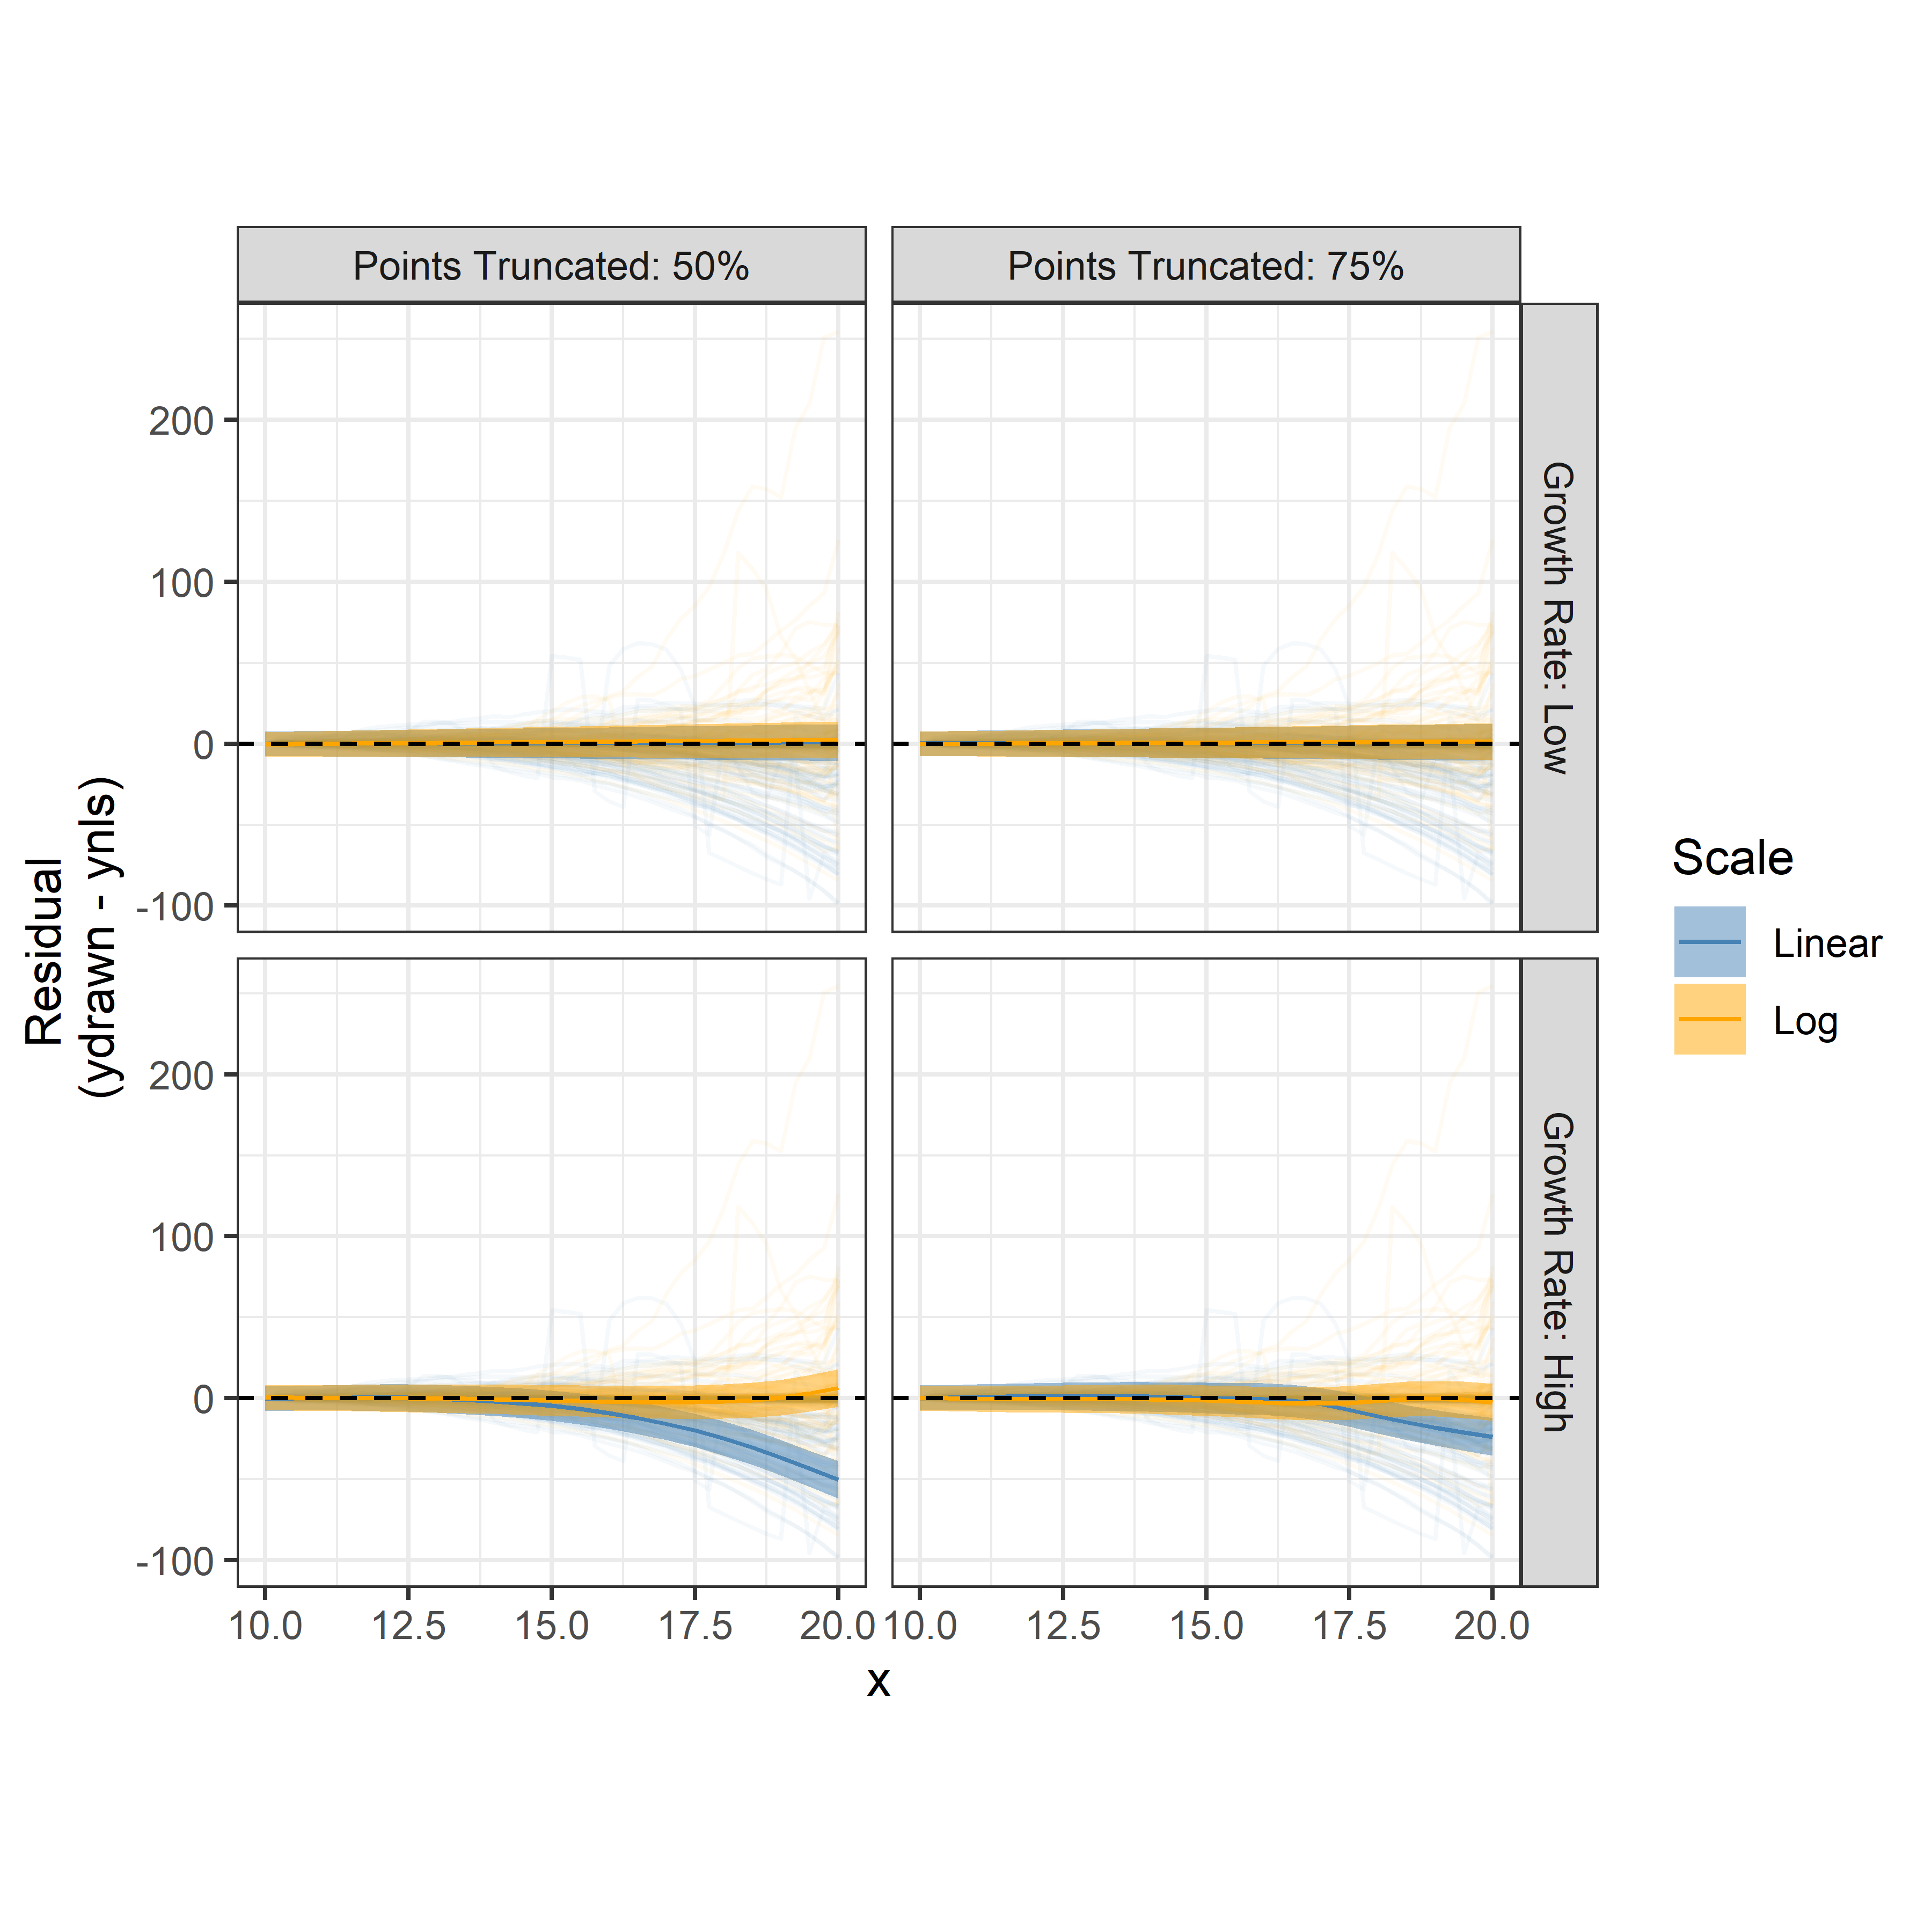 Points Truncated: 50%
Points Truncated: 75%
200
100
0
-100
Growth Rate: Low
200
100
0
-100
Growth Rate: High
10.0 12.5 15.0 17.5 20.0
10.0 12.5 15.0 17.5 20.0
x
Residual
(ydrawn - ynls)
Scale
Linear
Log